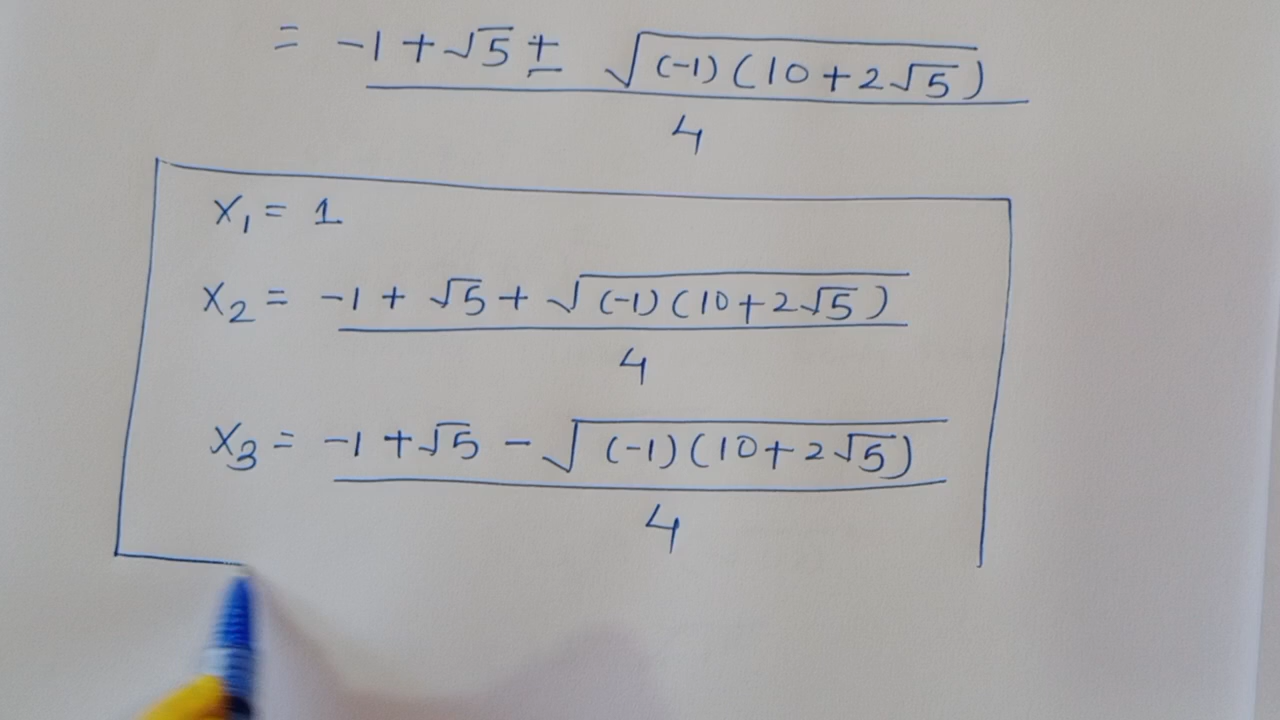 = -1 + √5 ± √(-1)(10 + 2√5)
4
x₁ = 1
x₂ = -1 + √5 + √(-1)(10 + 2√5)
4
x₃ = -1 + √5 - √(-1)(10 + 2√5)
4